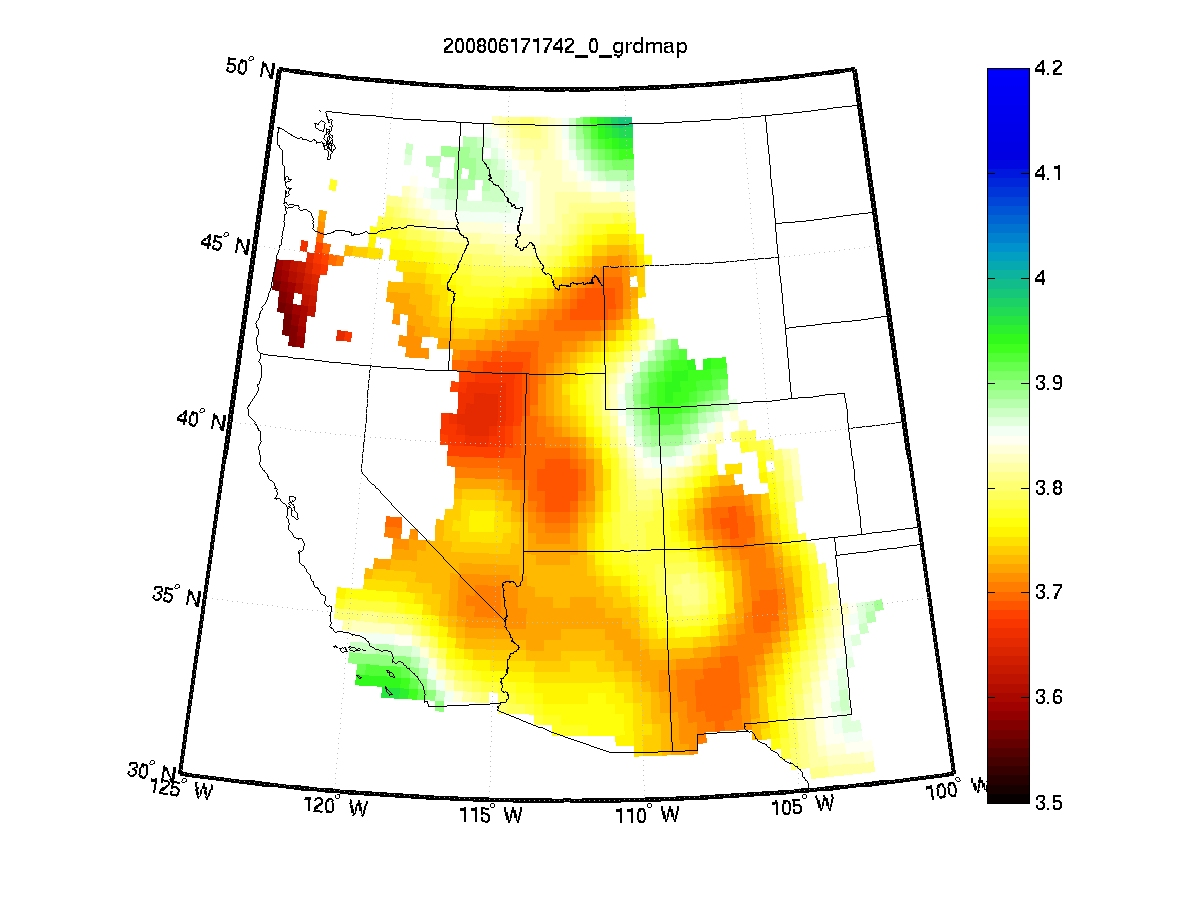 200806171742_0_grdmap
50° N
45° N
40° N
35° N
30° N
125° W
120° W
115° W
110° W
105° W
100° W
4.2
4.1
4
3.9
3.8
3.7
3.6
3.5